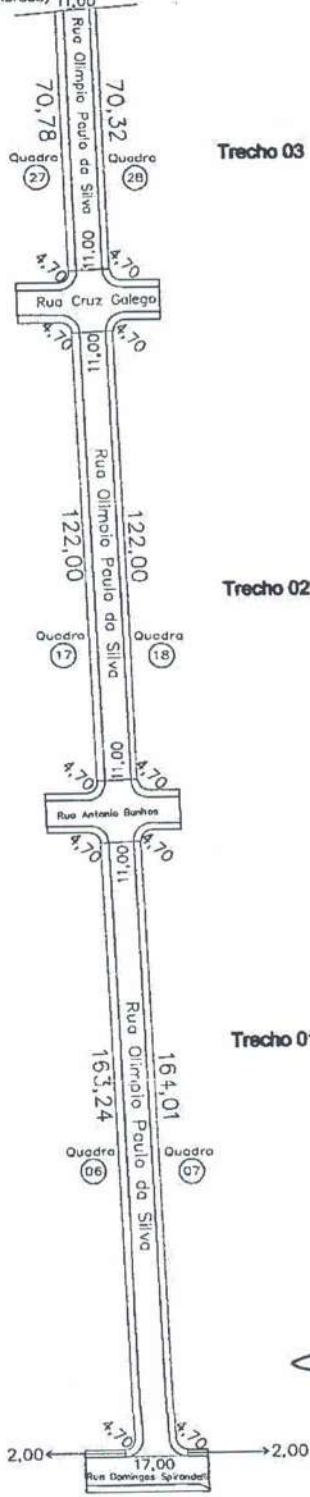 11,00
Rua Olimpio Paulo da Silva
70,78
70,32
Quadra
27
Quadra
28
Trecho 03
11,00
4,70
4,70
Rua Cruz Galego
4,70
4,70
11,00
Rua Olimpio Paulo da Silva
122,00
122,00
Trecho 02
Quadra
17
Quadra
18
11,00
4,70
4,70
Rua Antonio Bunhos
4,70
4,70
11,00
Rua Olimpio Paulo da Silva
163,24
164,01
Trecho 01
Quadra
06
Quadra
07
4,70
4,70
2,00
17,00
2,00
Rua Domingos Spirandelli